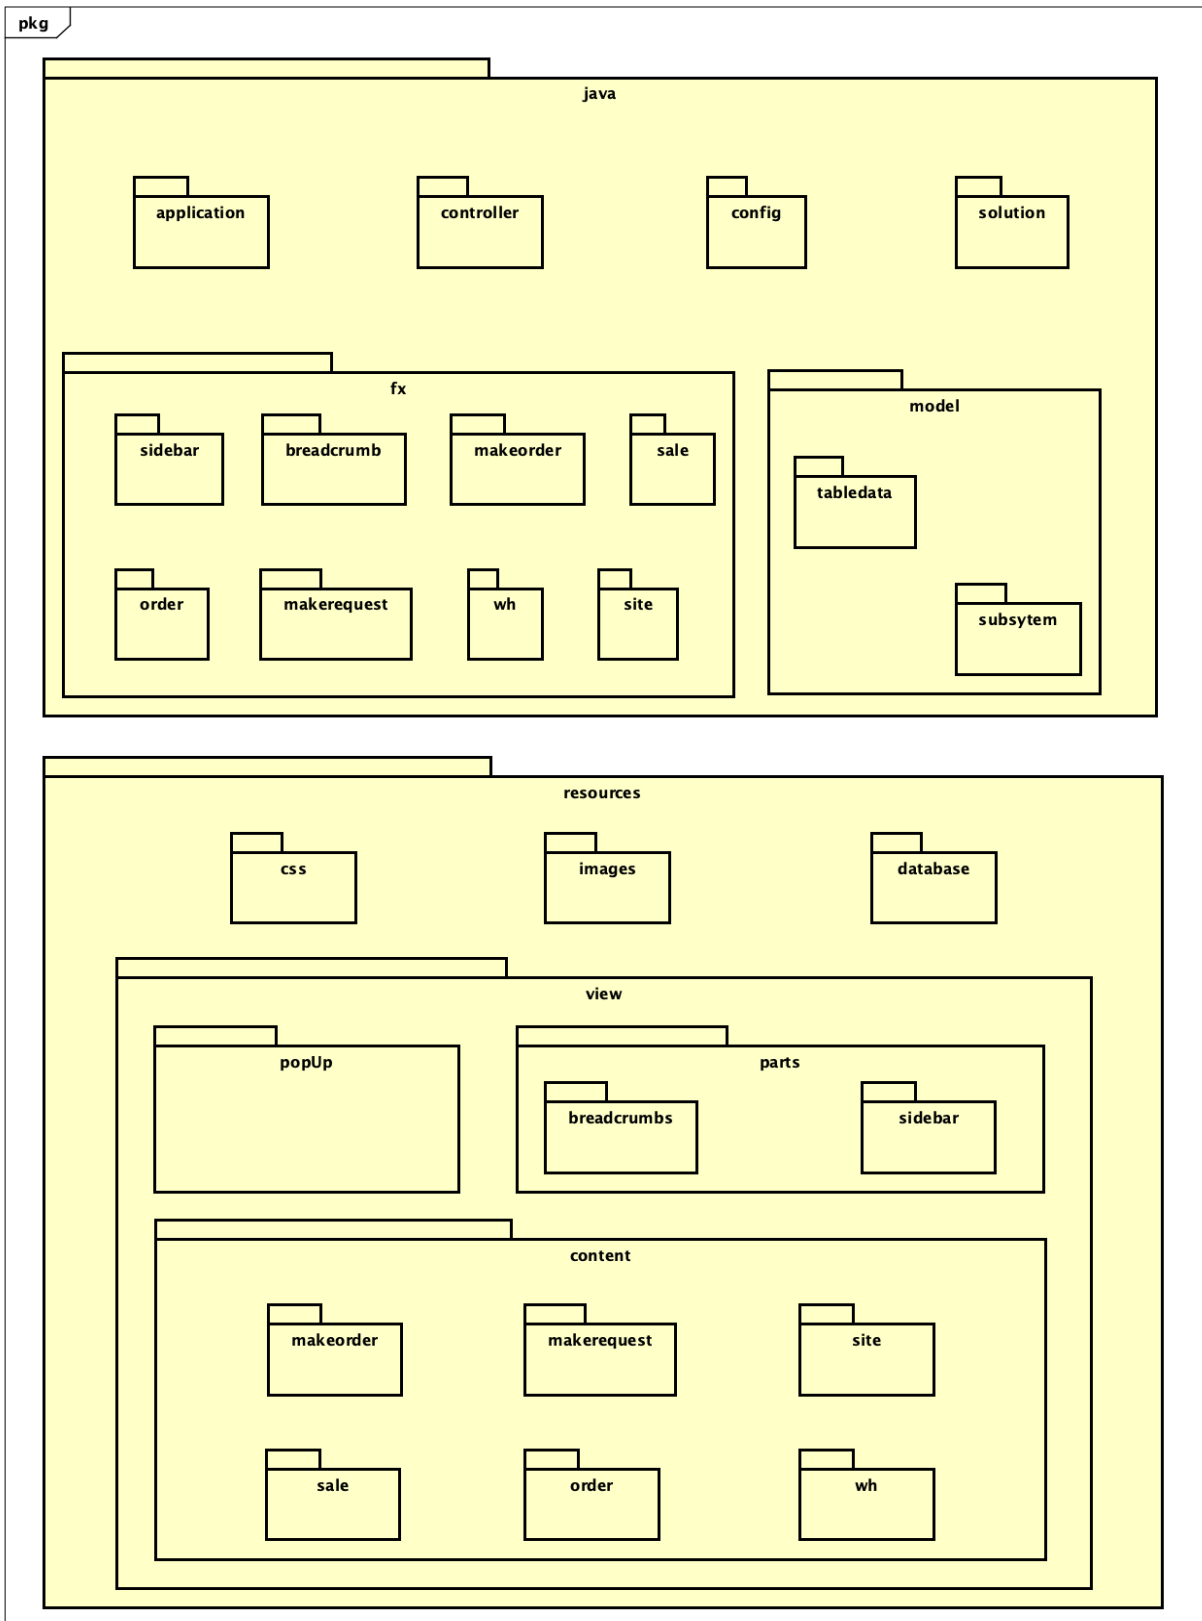 pkg
java
application
controller
config
solution
fx
sidebar
breadcrumb
makeorder
sale
order
makerequest
wh
site
model
tabledata
subsytem
resources
css
images
database
view
popUp
parts
breadcrumbs
sidebar
content
makeorder
makerequest
site
sale
order
wh